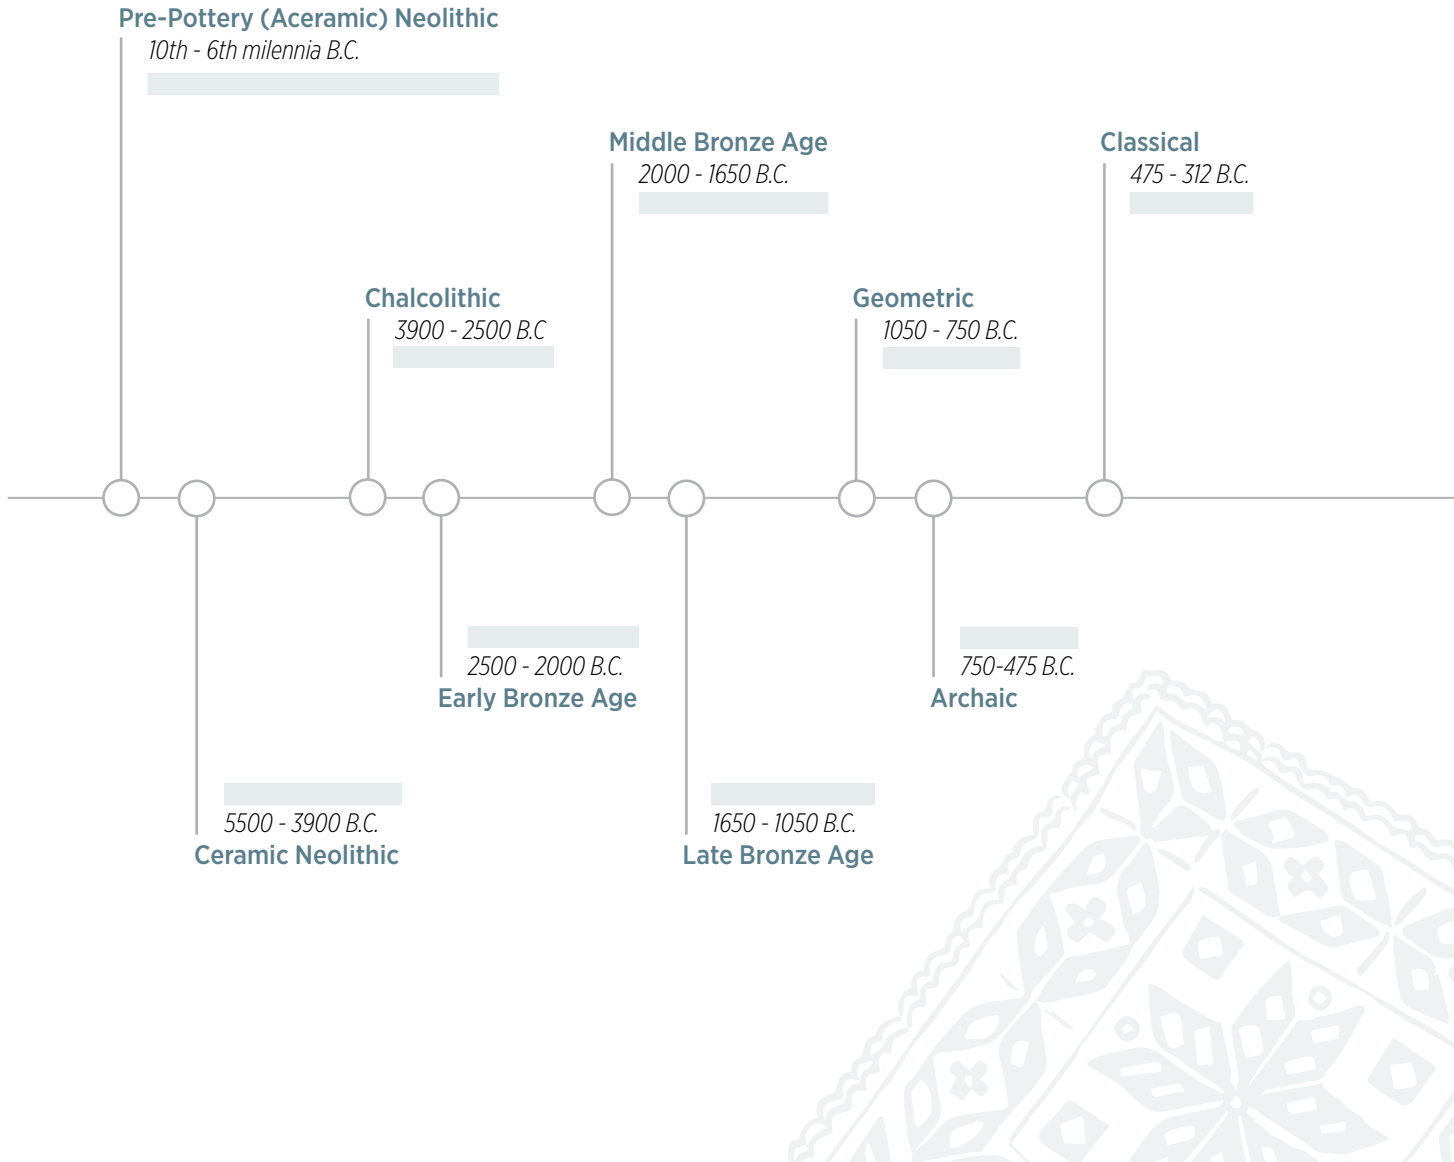 Pre-Pottery (Aceramic) Neolithic
10th - 6th milennia B.C.
Middle Bronze Age
2000 - 1650 B.C.
Classical
475 - 312 B.C.
Chalcolithic
3900 - 2500 B.C
Geometric
1050 - 750 B.C.
2500 - 2000 B.C.
Early Bronze Age
750-475 B.C.
Archaic
5500 - 3900 B.C.
Ceramic Neolithic
1650 - 1050 B.C.
Late Bronze Age